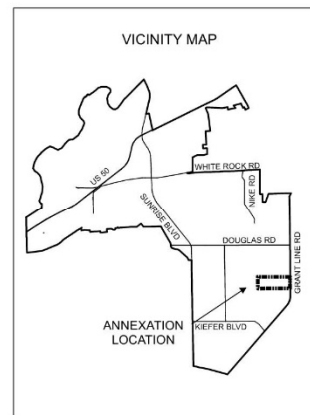 VICINITY MAP
WHITE ROCK RD
US 50
NIKE RD
SUNRISE BLVD
DOUGLAS RD
GRANT LINE RD
ANNEXATION
LOCATION
KIEFER BLVD